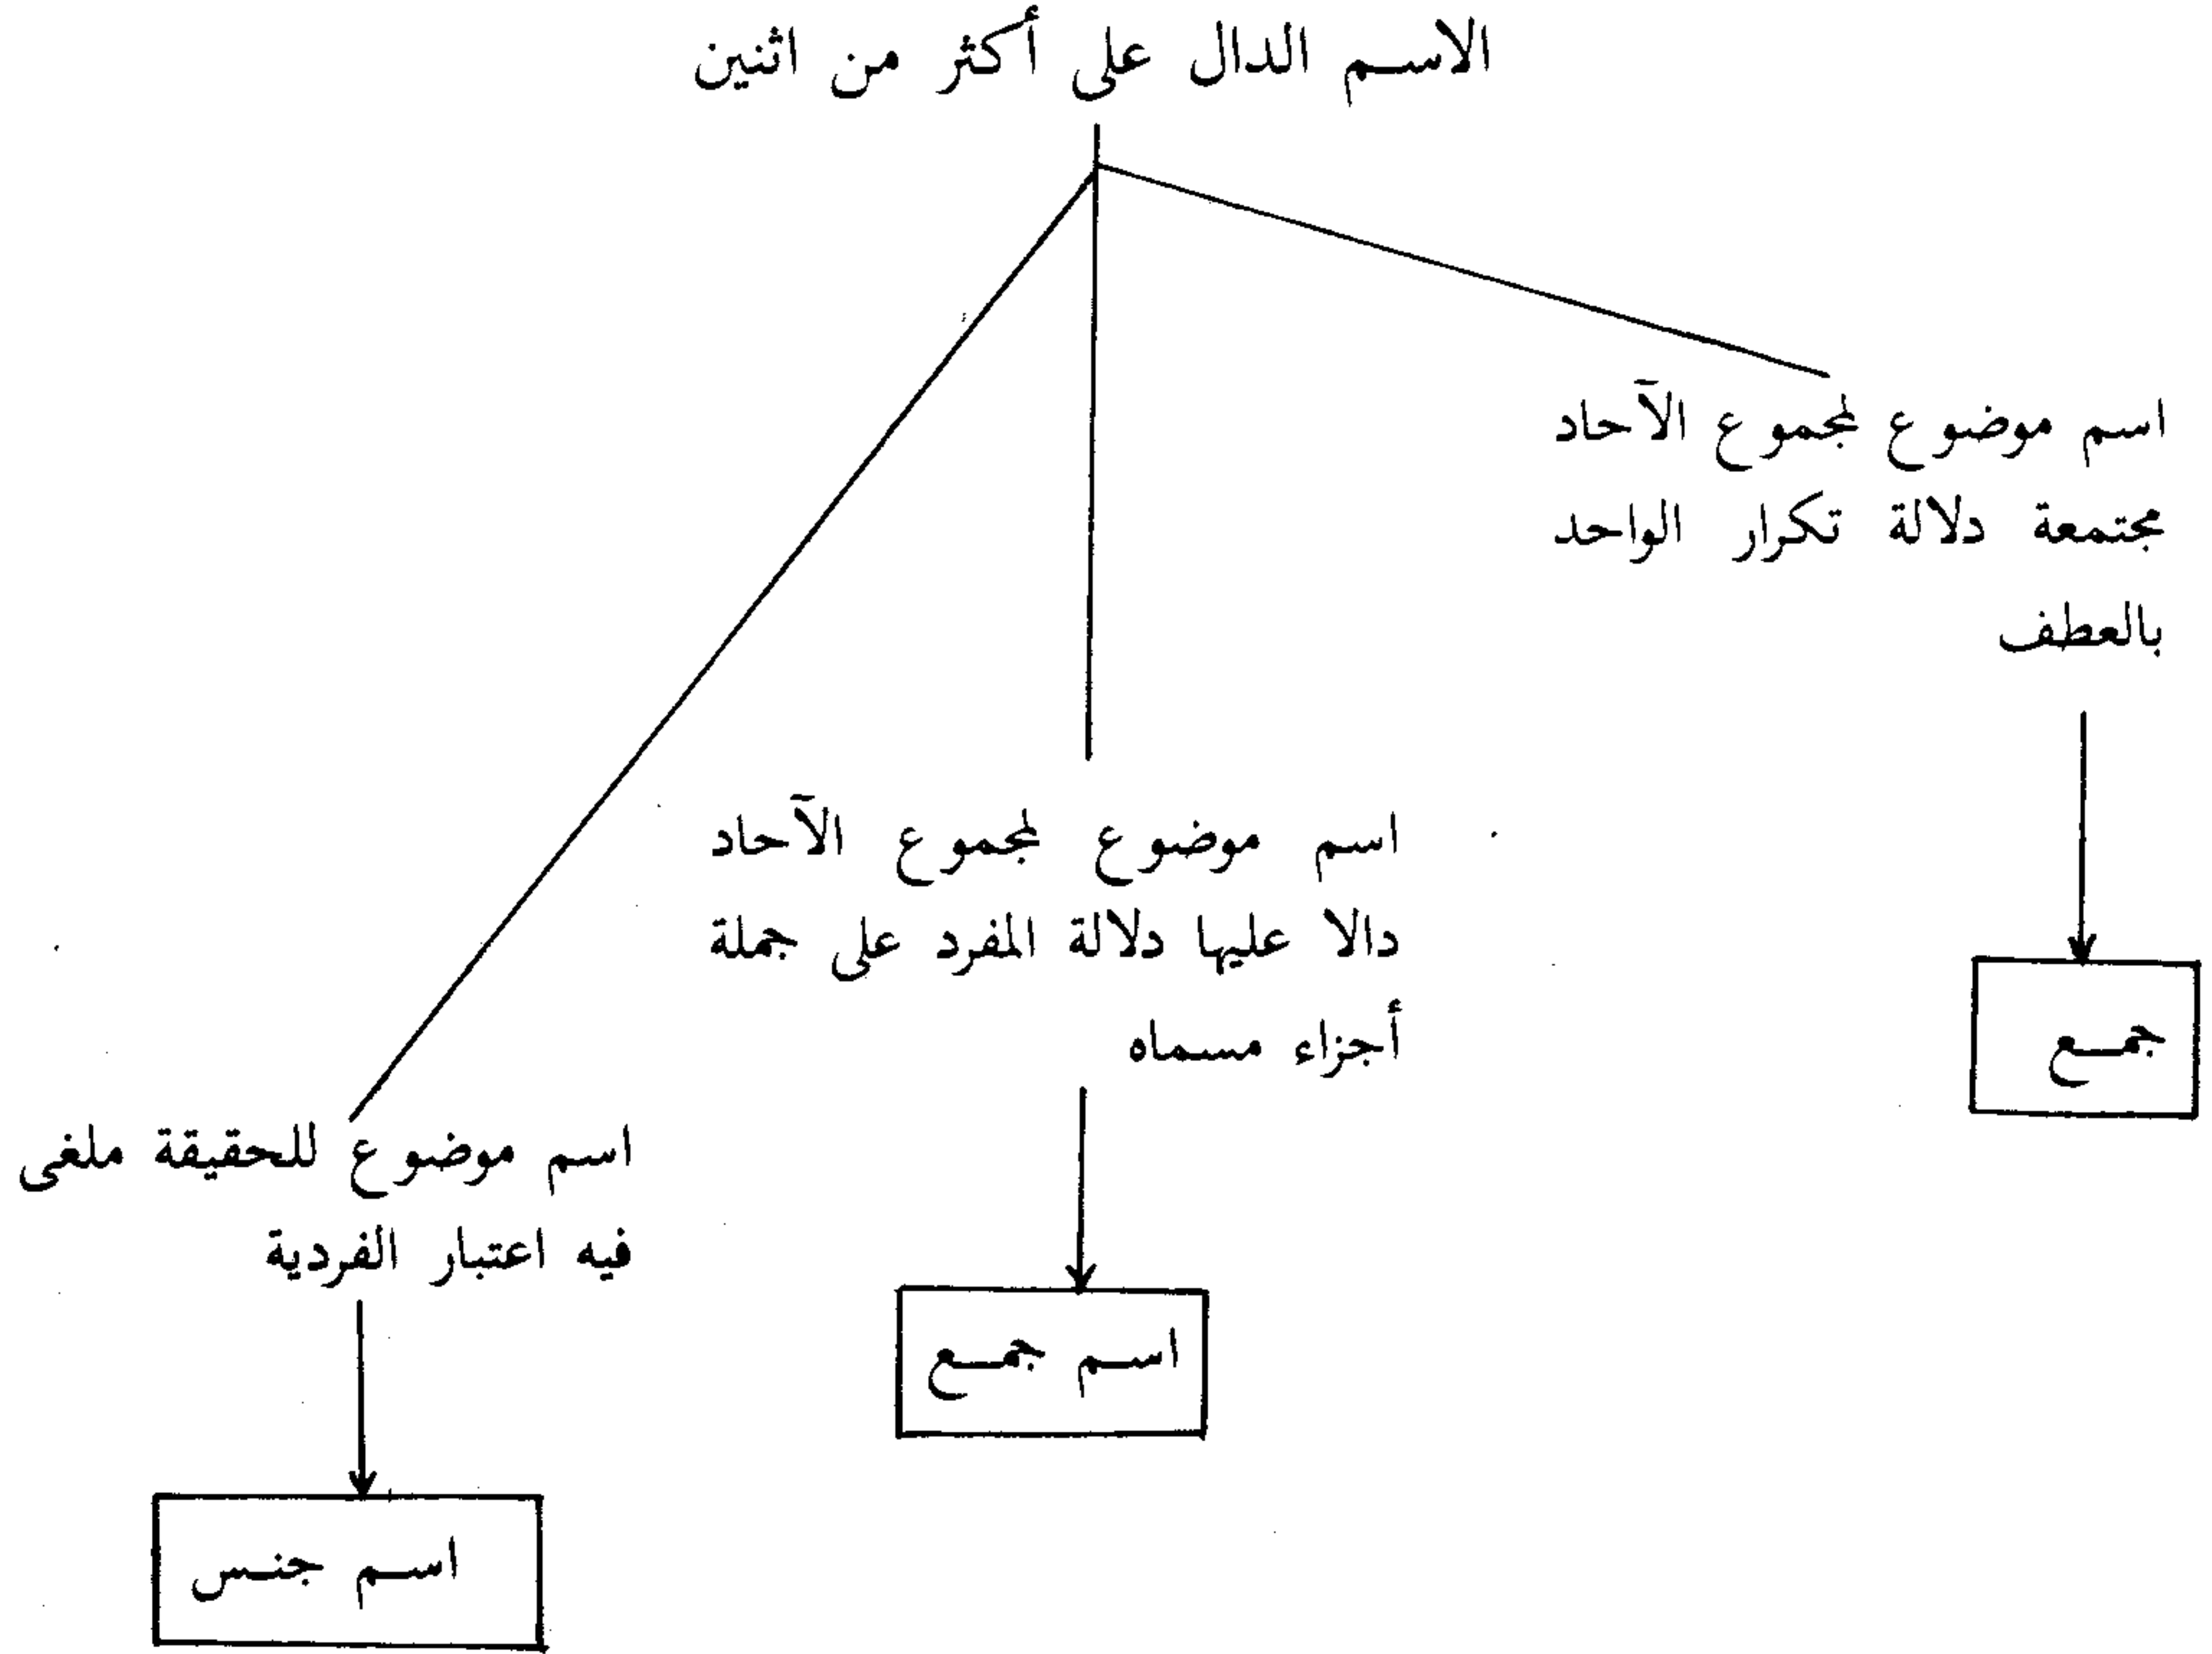 الاسم الدال على أكثر من اثنين
اسم موضوع لمجموع الآحاد
مجتمعة دلالة تكرار الواحد
بالعطف
جمع
اسم موضوع لمجموع الآحاد
دالا عليها دلالة المفرد على جملة
أجزاء مسماه
اسم جمع
اسم موضوع للحقيقة ملغى
فيه اعتبار الفردية
اسم جنس